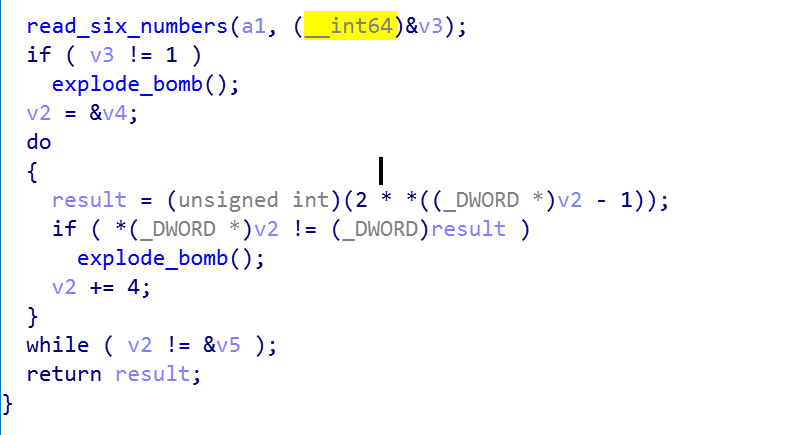 read_six_numbers(a1, (__int64)&v3);
if ( v3 != 1 )
explode_bomb();
v2 = &v4;
do
{
result = (unsigned int)(2 * *((_DWORD *)v2 - 1));
if ( *(_DWORD *)v2 != (_DWORD)result )
explode_bomb();
v2 += 4;
}
while ( v2 != &v5 );
return result;
}